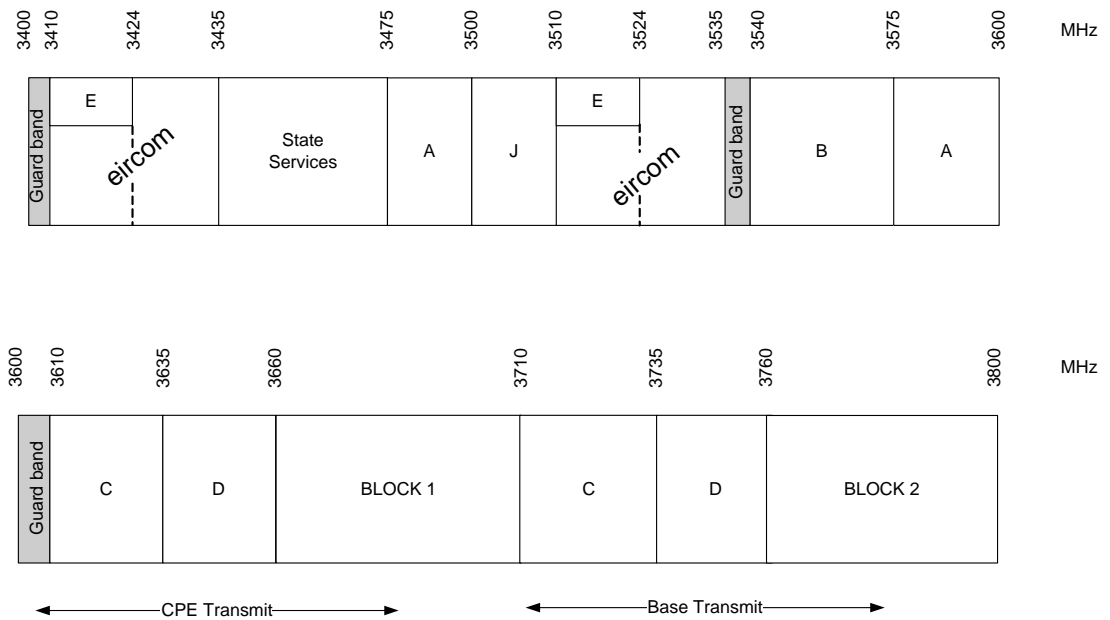 3400 3410 3424 3435 3475 3500 3510 3524 3535 3540 3575 3600 MHz
Guard band
E
eircom
State
Services
A
J
E
eircom
Guard band
B
A
3600 3610 3635 3660 3710 3735 3760 3800 MHz
Guard band
C
D
BLOCK 1
C
D
BLOCK 2
CPE Transmit
Base Transmit